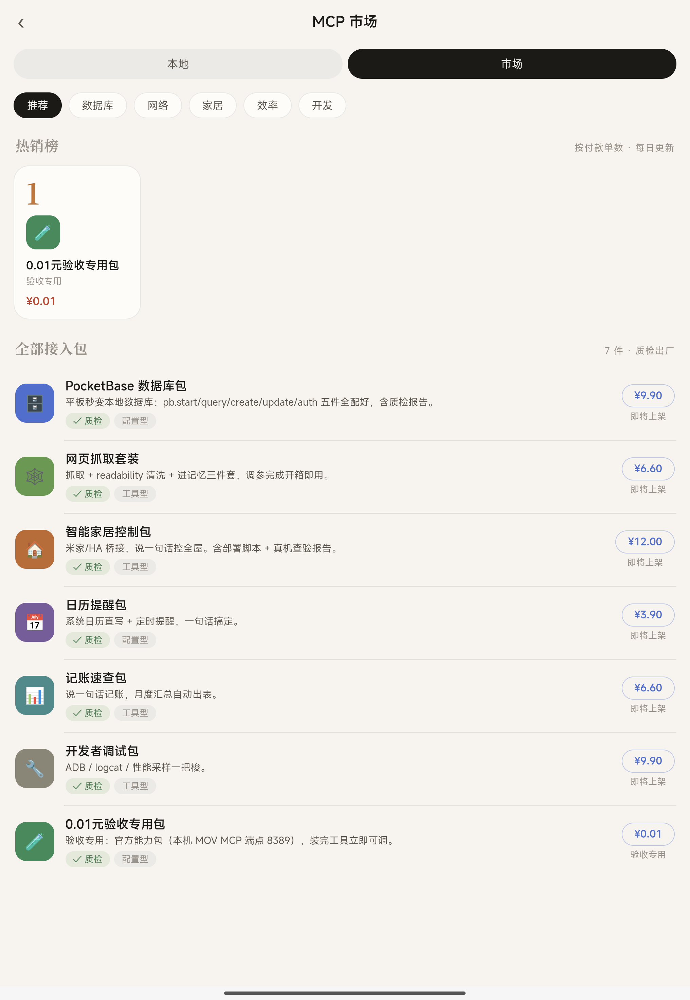 ‹
MCP 市场
本地
市场
推荐
数据库
网络
家居
效率
开发
热销榜
按付款单数 · 每日更新
1
0.01元验收专用包
验收专用
¥0.01
全部接入包
7 件 · 质检出厂
PocketBase 数据库包
平板秒变本地数据库：pb.start/query/create/update/auth 五件全配好，含质检报告。
✓ 质检
配置型
¥9.90
即将上架
网页抓取套装
抓取 + readability 清洗 + 进记忆三件套，调参完成开箱即用。
✓ 质检
工具型
¥6.60
即将上架
智能家居控制包
米家/HA 桥接，说一句话控全屋。含部署脚本 + 真机查验报告。
✓ 质检
工具型
¥12.00
即将上架
July
17
日历提醒包
系统日历直写 + 定时提醒，一句话搞定。
✓ 质检
配置型
¥3.90
即将上架
记账速查包
说一句话记账，月度汇总自动出表。
✓ 质检
工具型
¥6.60
即将上架
开发者调试包
ADB / logcat / 性能采样一把梭。
✓ 质检
工具型
¥9.90
即将上架
0.01元验收专用包
验收专用：官方能力包（本机 MOV MCP 端点 8389），装完工具立即可调。
✓ 质检
配置型
¥0.01
验收专用